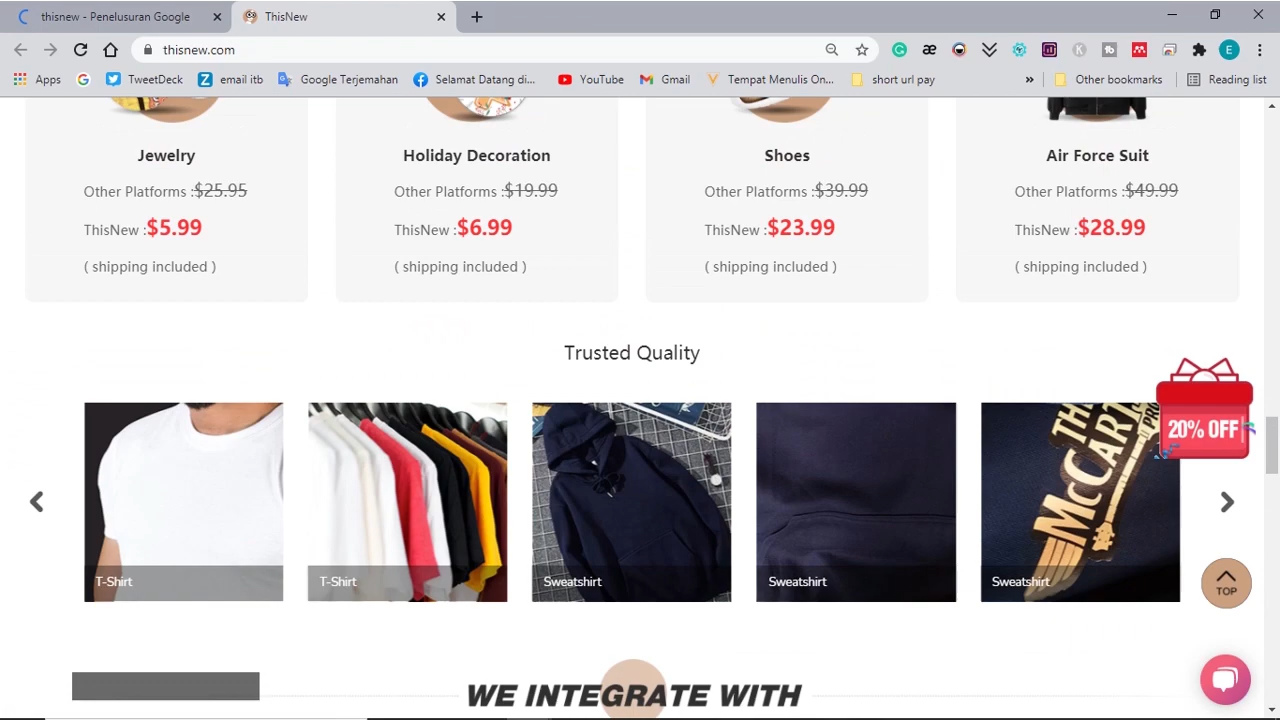 thisnew - Penelusuran Google
ThisNew
thisnew.com
Apps
TweetDeck
email itb
Google Terjemahan
Selamat Datang di...
YouTube
Gmail
Tempat Menulis On...
short url pay
»
Other bookmarks
Reading list
Jewelry
Other Platforms :$25.95
ThisNew :$5.99
( shipping included )
Holiday Decoration
Other Platforms :$19.99
ThisNew :$6.99
( shipping included )
Shoes
Other Platforms :$39.99
ThisNew :$23.99
( shipping included )
Air Force Suit
Other Platforms :$49.99
ThisNew :$28.99
( shipping included )
Trusted Quality
20% OFF
T-Shirt
T-Shirt
Sweatshirt
Sweatshirt
McCART
Sweatshirt
TOP
WE INTEGRATE WITH